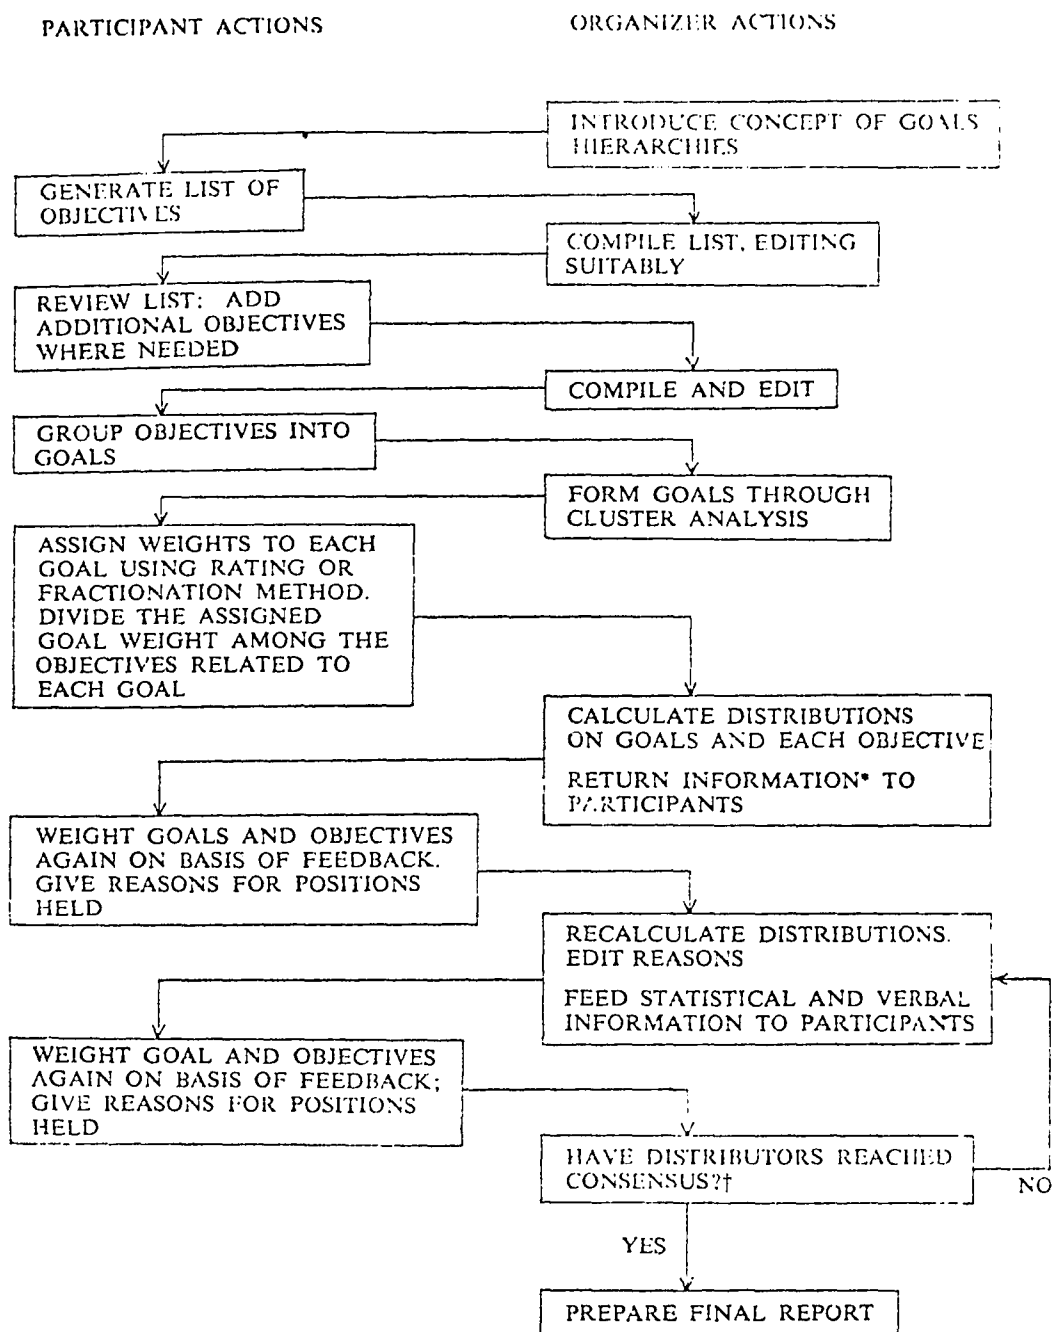 PARTICIPANT ACTIONS
ORGANIZER ACTIONS
INTRODUCE CONCEPT OF GOALS
HIERARCHIES
GENERATE LIST OF
OBJECTIVES
COMPILE LIST, EDITING
SUITABLY
REVIEW LIST: ADD
ADDITIONAL OBJECTIVES
WHERE NEEDED
COMPILE AND EDIT
GROUP OBJECTIVES INTO
GOALS
FORM GOALS THROUGH
CLUSTER ANALYSIS
ASSIGN WEIGHTS TO EACH
GOAL USING RATING OR
FRACTIONATION METHOD.
DIVIDE THE ASSIGNED
GOAL WEIGHT AMONG THE
OBJECTIVES RELATED TO
EACH GOAL
CALCULATE DISTRIBUTIONS
ON GOALS AND EACH OBJECTIVE
RETURN INFORMATION* TO
PARTICIPANTS
WEIGHT GOALS AND OBJECTIVES
AGAIN ON BASIS OF FEEDBACK.
GIVE REASONS FOR POSITIONS
HELD
RECALCULATE DISTRIBUTIONS.
EDIT REASONS
FEED STATISTICAL AND VERBAL
INFORMATION TO PARTICIPANTS
WEIGHT GOAL AND OBJECTIVES
AGAIN ON BASIS OF FEEDBACK;
GIVE REASONS FOR POSITIONS
HELD
HAVE DISTRIBUTORS REACHED
CONSENSUS?†
NO
YES
PREPARE FINAL REPORT